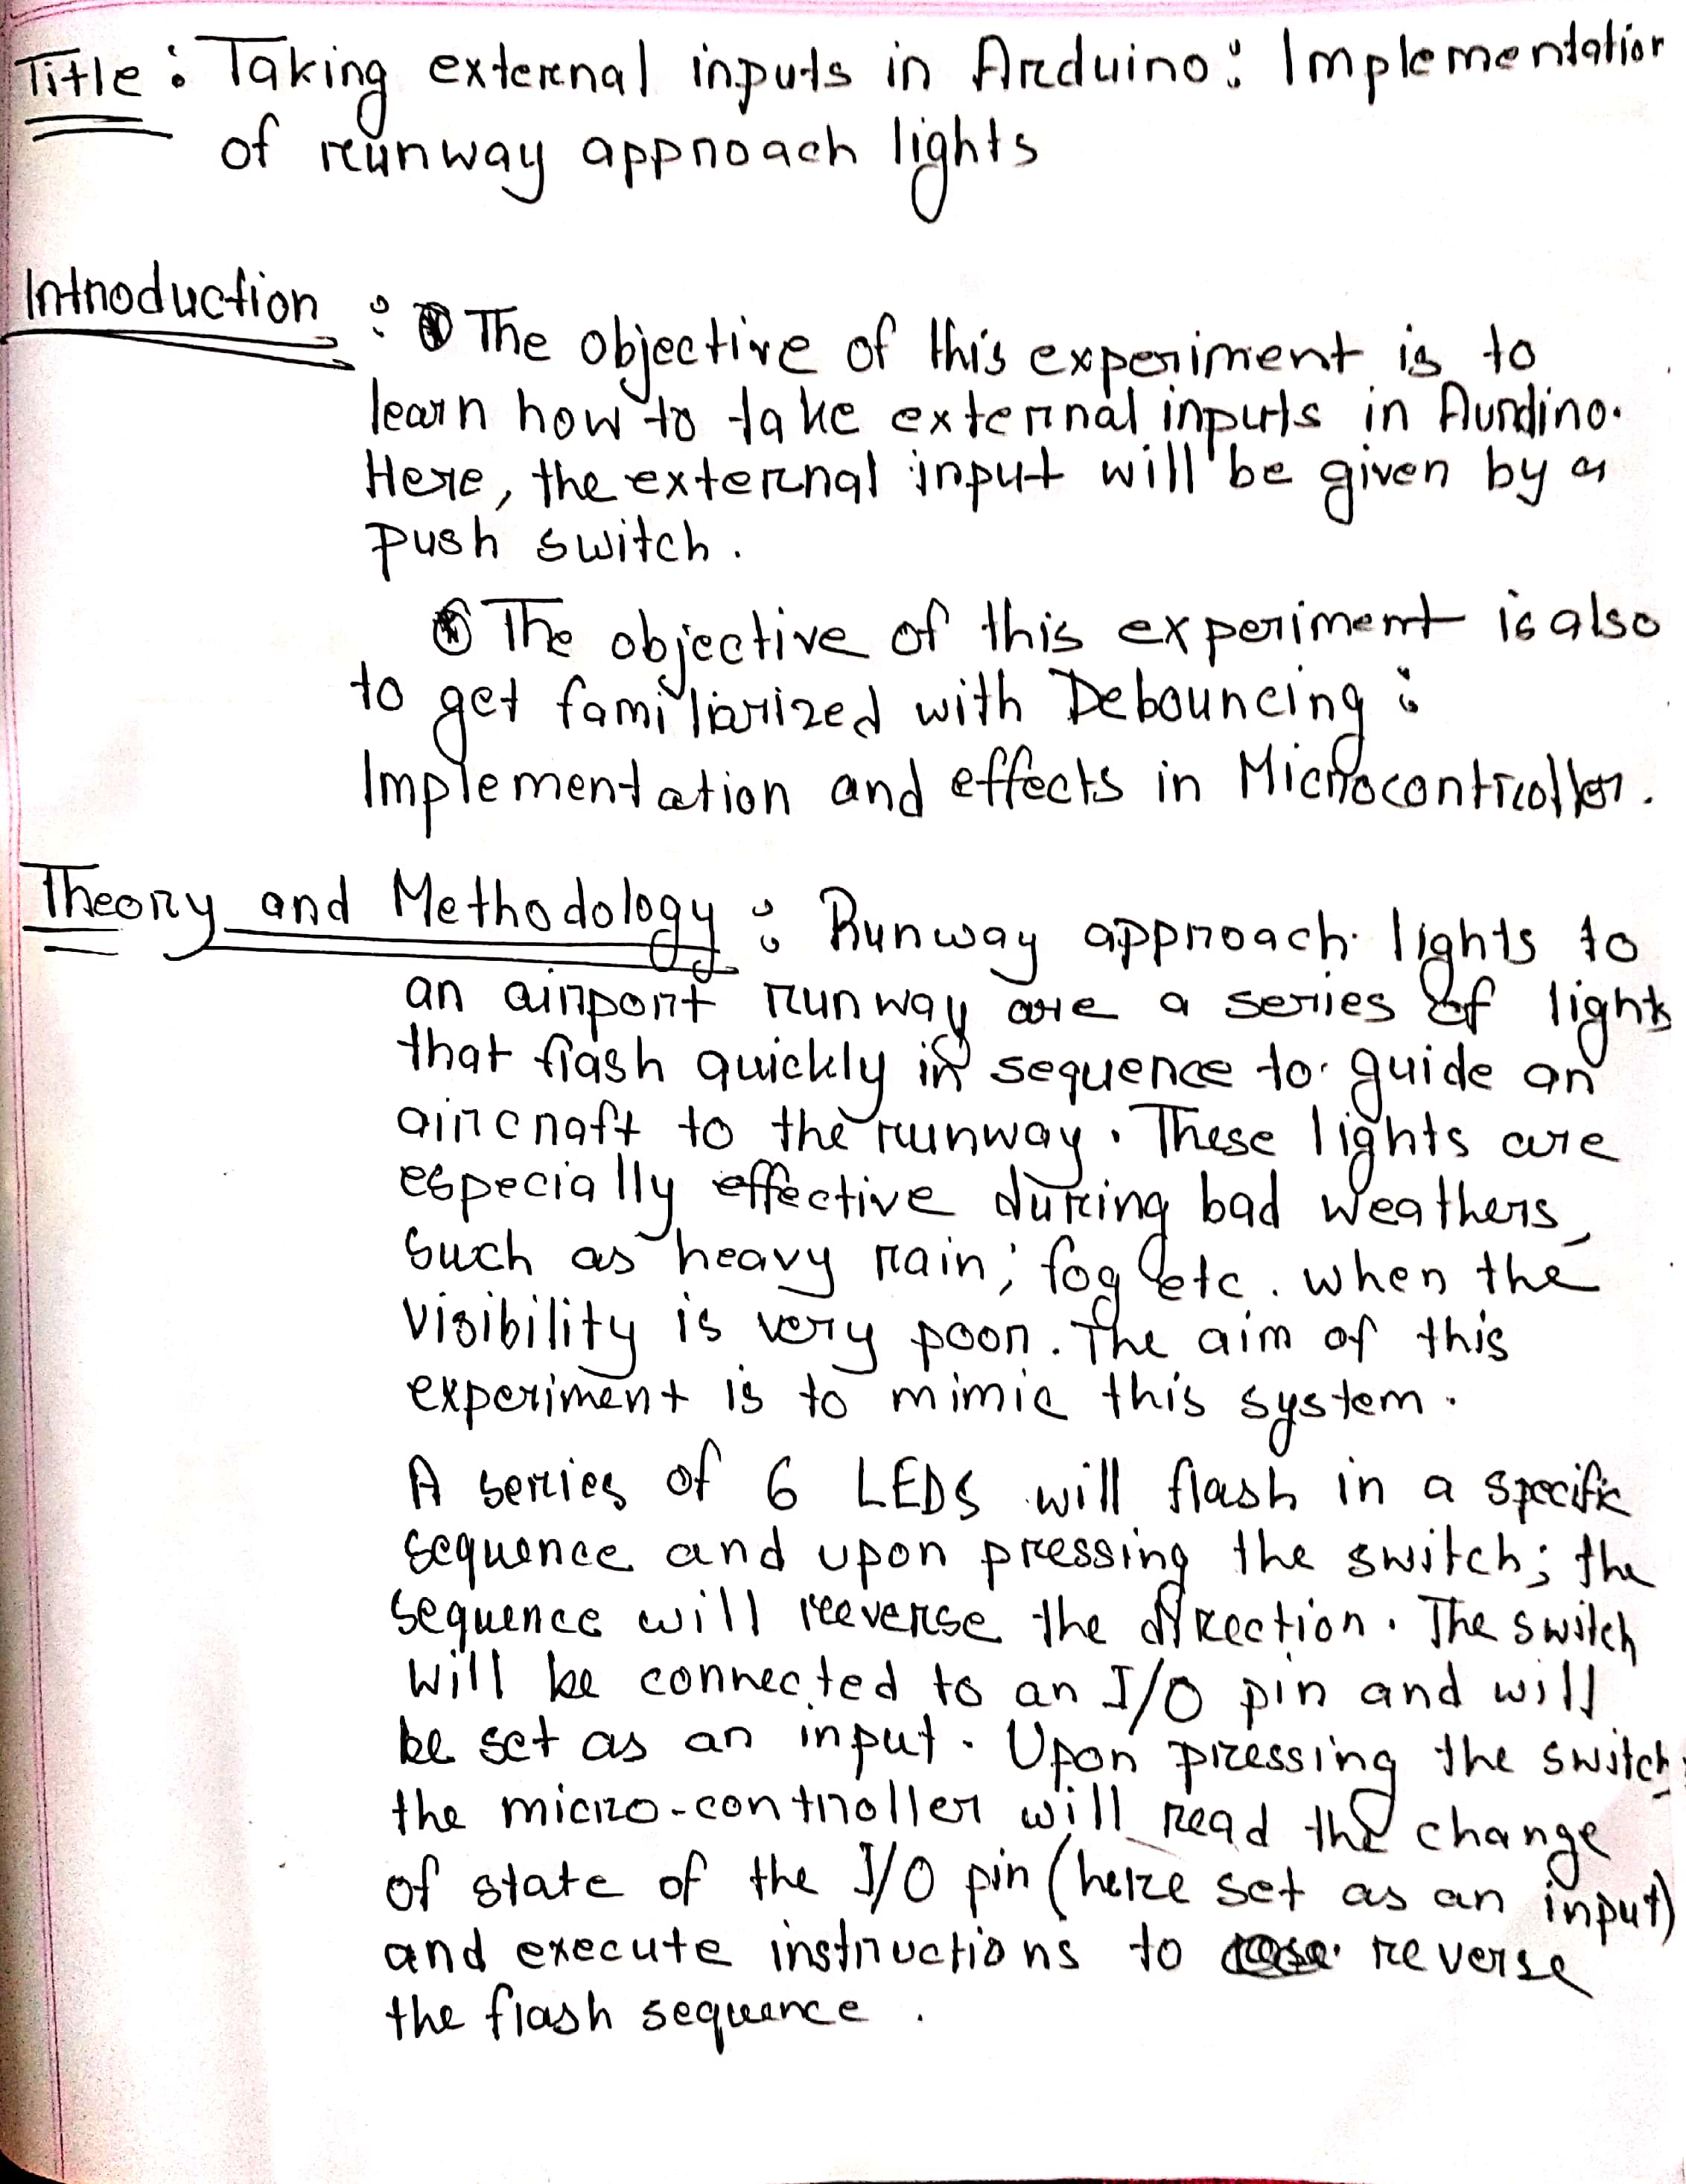 Title : Taking external inputs in Arduino : Implementation
of runway approach lights
Introduction : The objective of this experiment is to
learn how to take external inputs in Aurdino.
Here, the external input will be given by a
push switch.
The objective of this experiment is also
to get familiarized with Debouncing :
Implementation and effects in Microcontroller.
Theory and Methodology : Runway approach lights to
an airport runway are a series of lights
that flash quickly in sequence to guide an
aircraft to the runway. These lights are
especially effective during bad weathers,
such as heavy rain, fog etc. when the
visibility is very poor. The aim of this
experiment is to mimic this system.
A series of 6 LEDS will flash in a specific
sequence and upon pressing the switch; the
sequence will reeverse the direction. The switch
will be connected to an I/O pin and will
be set as an input. Upon pressing the switch,
the micro-controller will read the change
of state of the I/O pin (here set as an input)
and execute instructions to reverse
the flash sequence.